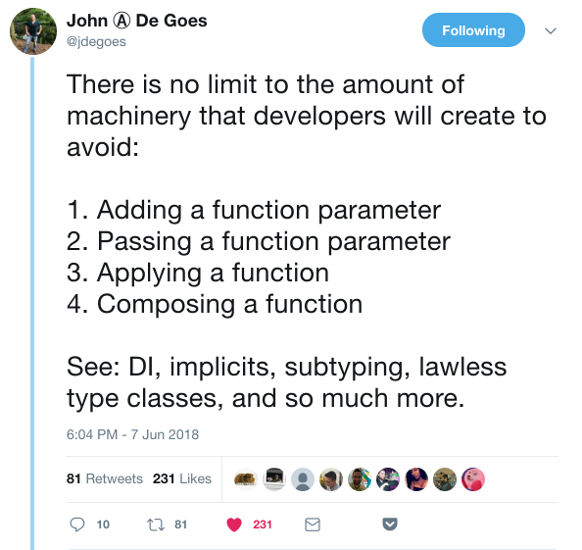 John Ⓐ De Goes
@jdegoes
Following
There is no limit to the amount of
machinery that developers will create to
avoid:
1. Adding a function parameter
2. Passing a function parameter
3. Applying a function
4. Composing a function
See: DI, implicits, subtyping, lawless
type classes, and so much more.
6:04 PM - 7 Jun 2018
81 Retweets 231 Likes
10 81 231